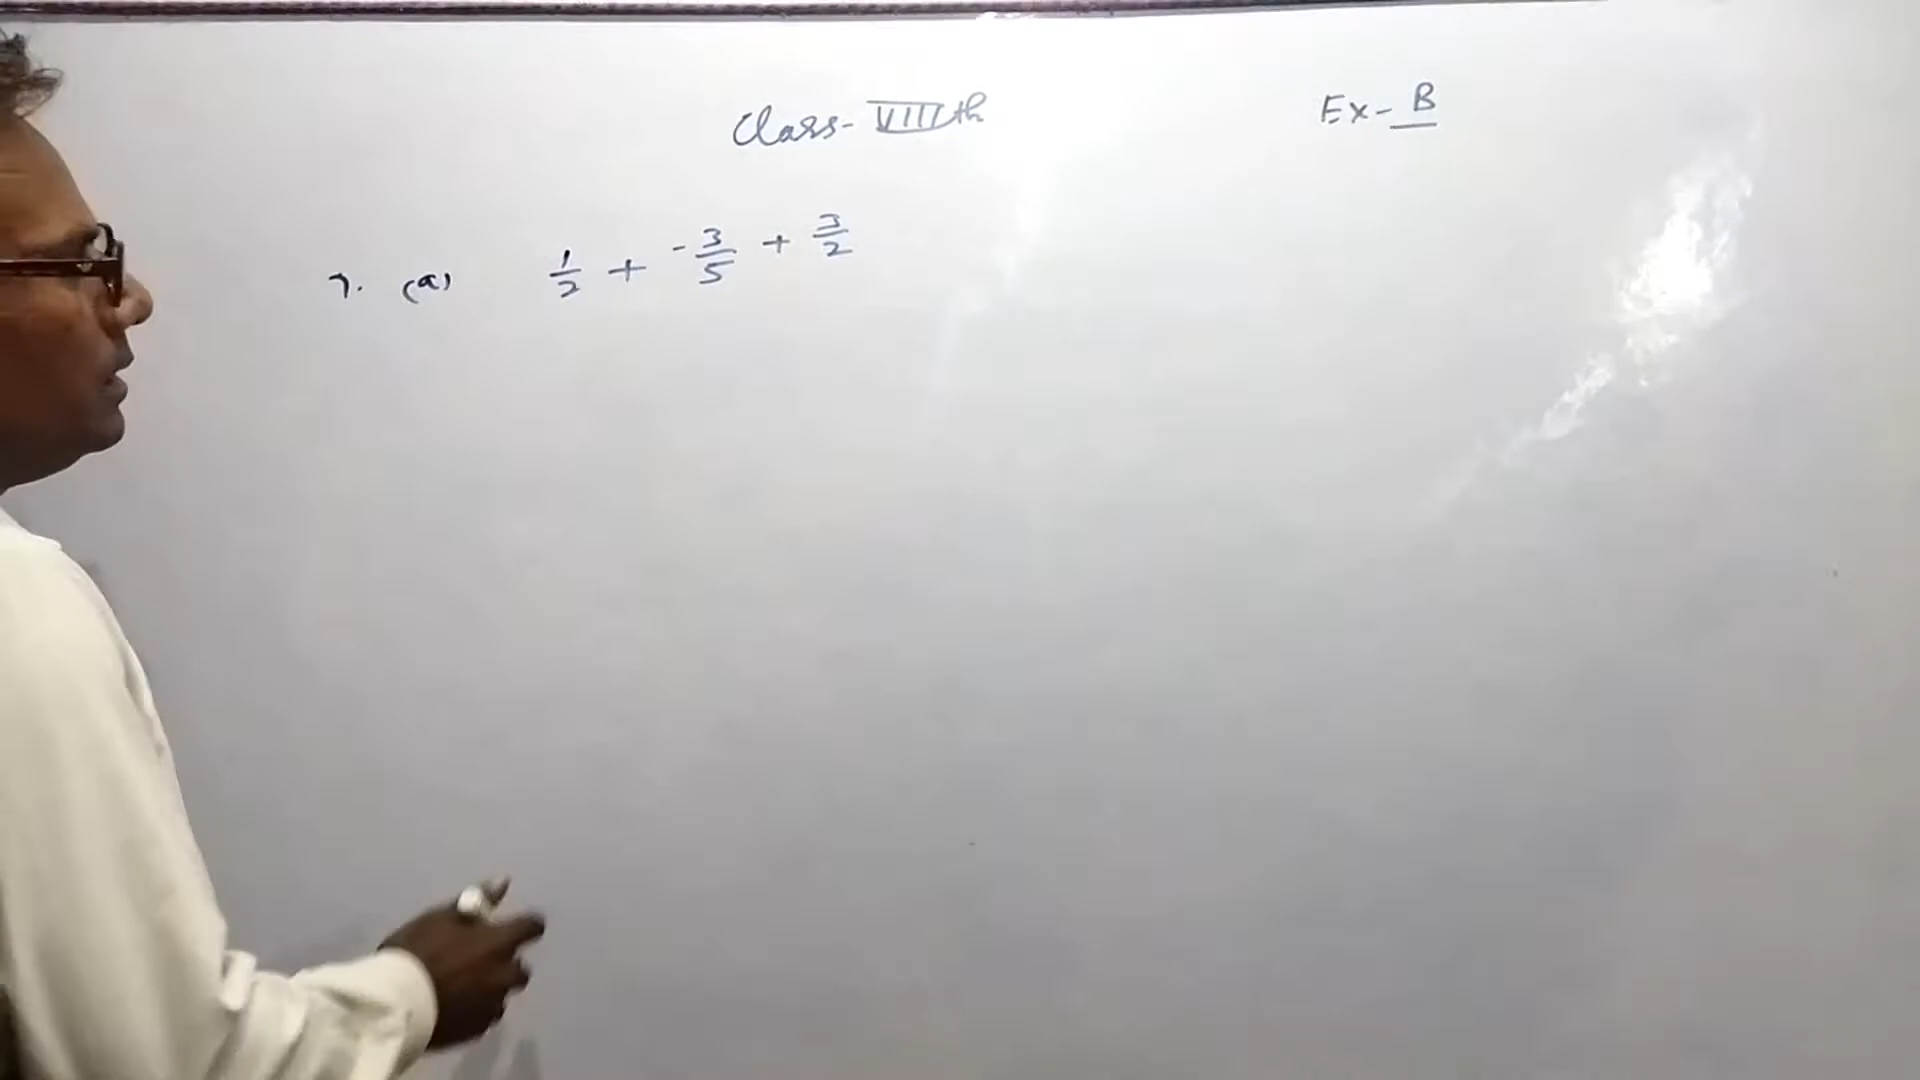 Class- VIIIth
Ex- B
7. (a) 1/2 + -3/5 + 3/2